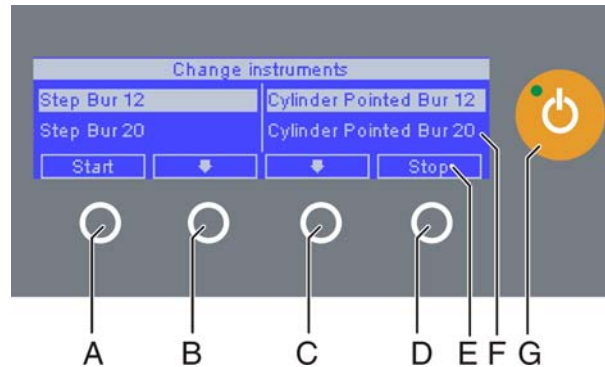 Change instruments
Step Bur 12 Cylinder Pointed Bur 12
Step Bur 20 Cylinder Pointed Bur 20
Start Stop
A B C D E F G